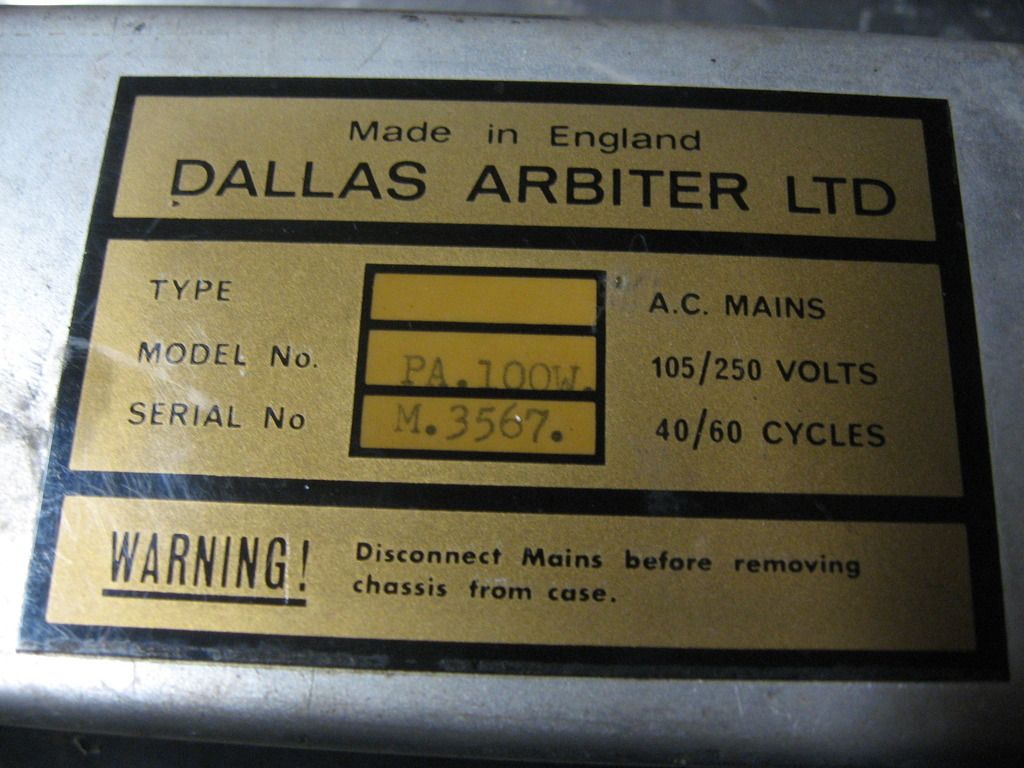 Made in England
DALLAS ARBITER LTD
TYPE
A.C. MAINS
MODEL No. PA.100W.
105/250 VOLTS
SERIAL No M.3567.
40/60 CYCLES
WARNING! Disconnect Mains before removing
chassis from case.